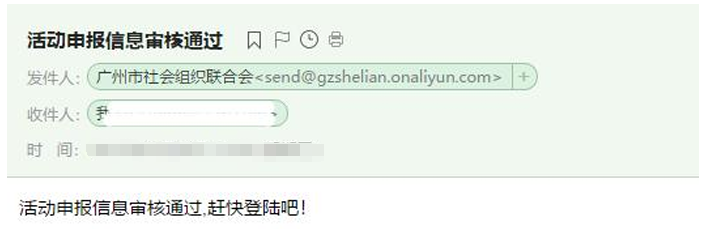 活动申报信息审核通过
发件人：广州市社会组织联合会<send@gzshelian.onaliyun.com> +
收件人：
时 间：
活动申报信息审核通过,赶快登陆吧！